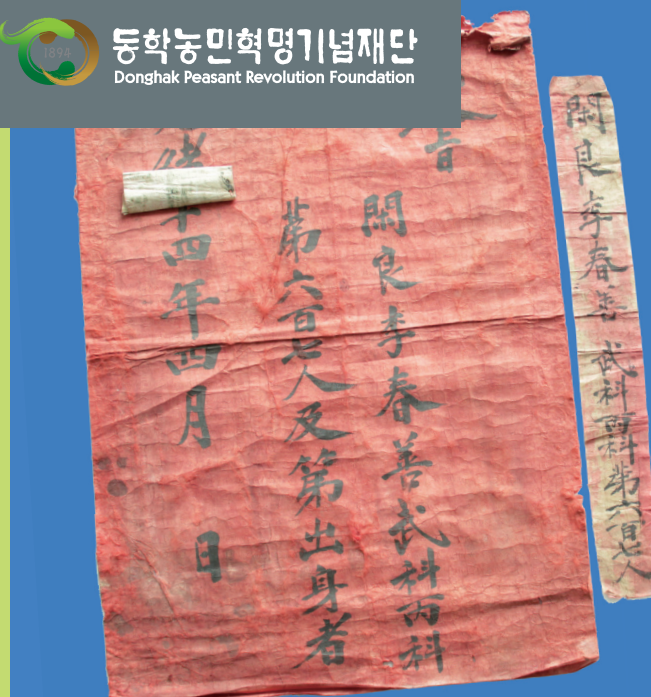 1894
동학농민혁명기념재단
Donghak Peasant Revolution Foundation
旨
閑良李春善武科丙科
第六百七人及第出身者
緖十四年四月 日
閑良李春善 武科丙科第六百七人